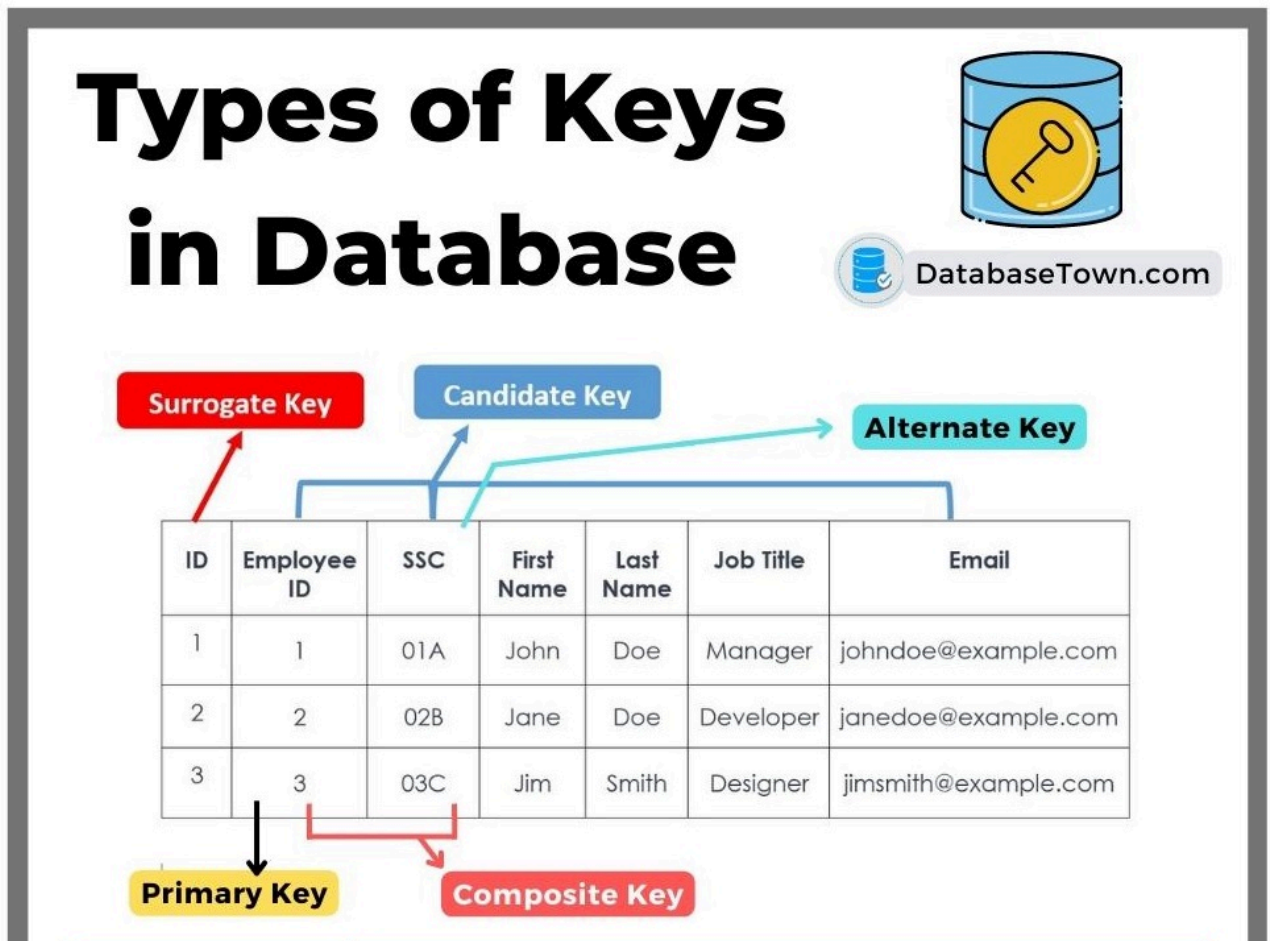 Types of Keys
in Database
DatabaseTown.com
Surrogate Key
Candidate Key
Alternate Key
ID Employee ID SSC First Name Last Name Job Title Email
1 1 01A John Doe Manager johndoe@example.com
2 2 02B Jane Doe Developer janedoe@example.com
3 3 03C Jim Smith Designer jimsmith@example.com
Primary Key
Composite Key